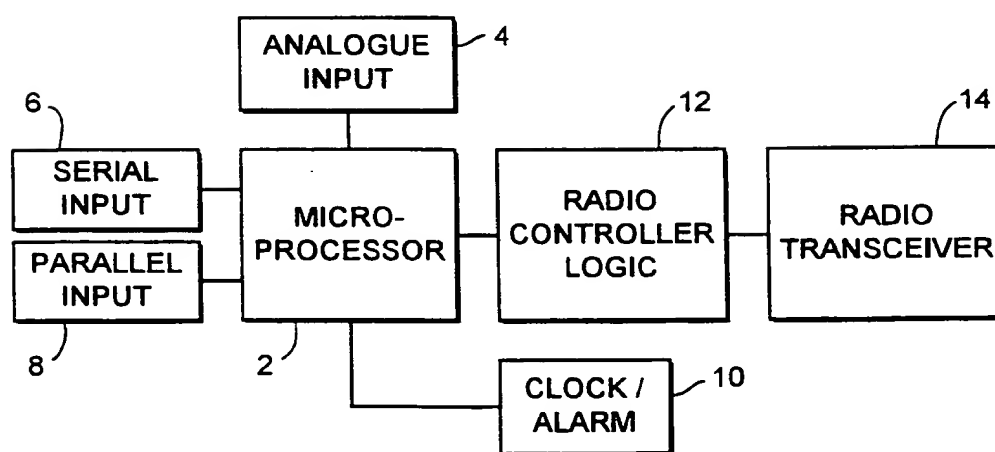 ANALOGUE
INPUT
4
6
SERIAL
INPUT
PARALLEL
INPUT
8
MICRO-
PROCESSOR
2
12
RADIO
CONTROLLER
LOGIC
14
RADIO
TRANSCEIVER
CLOCK /
ALARM
10